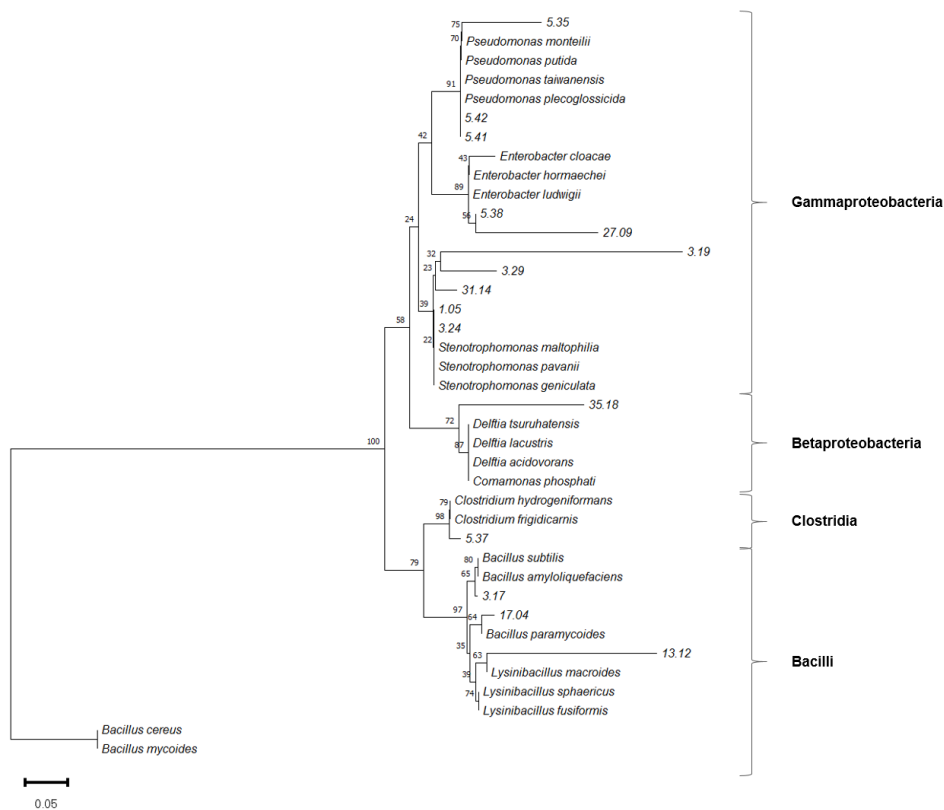 75
5.35
70
Pseudomonas monteilii
Pseudomonas putida
Pseudomonas taiwanensis
91
Pseudomonas plecoglossicida
5.42
5.41
42
43
Enterobacter cloacae
Enterobacter hormaechei
89
Enterobacter ludwigii
Gammaproteobacteria
24
56
5.38
27.09
32
3.19
23
3.29
31.14
39
1.05
3.24
58
22
Stenotrophomonas maltophilia
Stenotrophomonas pavanii
Stenotrophomonas geniculata
35.18
72
Delftia tsuruhatensis
100
87
Delftia lacustris
Betaproteobacteria
Delftia acidovorans
Comamonas phosphati
79
Clostridium hydrogeniformans
98
Clostridium frigidicarnis
Clostridia
5.37
79
80
Bacillus subtilis
65
Bacillus amyloliquefaciens
3.17
97
64
17.04
Bacillus paramycoides
35
63
13.12
Bacilli
39
Lysinibacillus macroides
74
Lysinibacillus sphaericus
Lysinibacillus fusiformis
Bacillus cereus
Bacillus mycoides
0.05